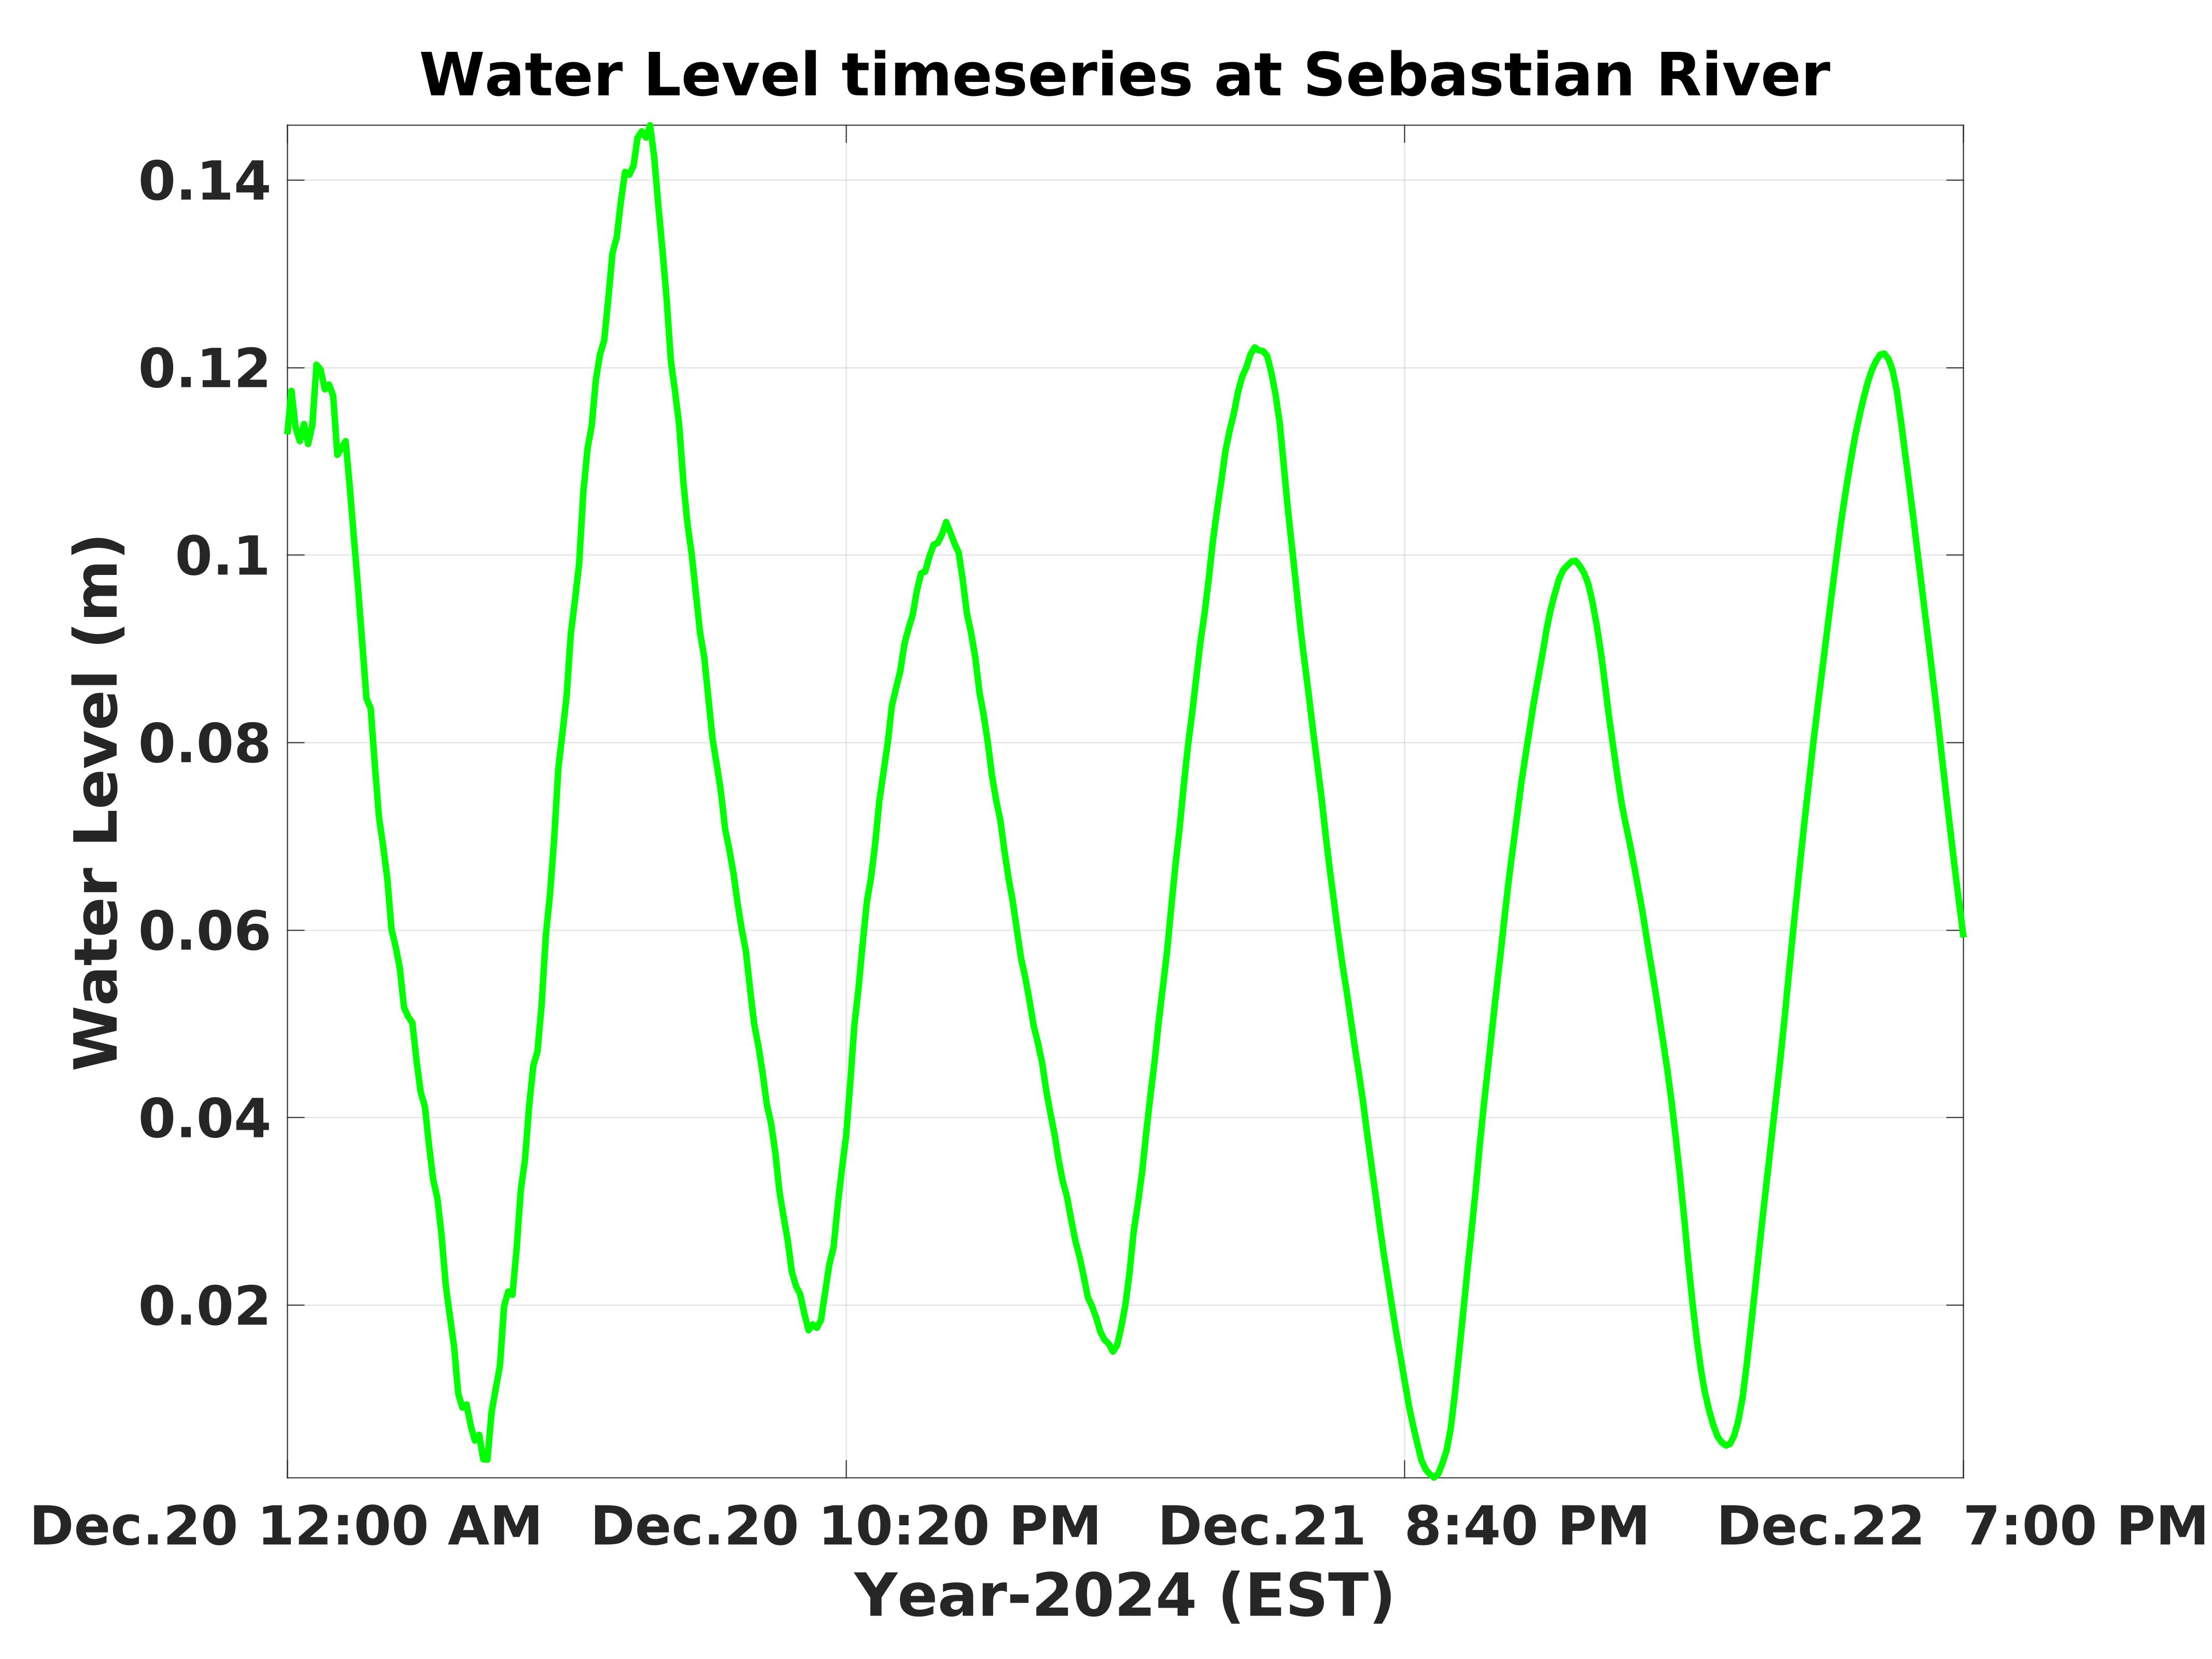 Water Level timeseries at Sebastian River
Water Level (m)
0.14
0.12
0.1
0.08
0.06
0.04
0.02
Dec.20 12:00 AM
Dec.20 10:20 PM
Dec.21 8:40 PM
Dec.22 7:00 PM
Year-2024 (EST)